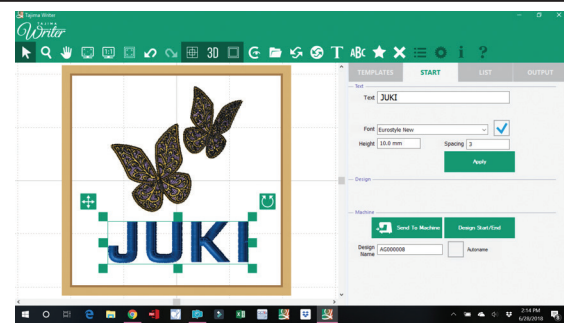 Tajima Writer
TAJIMA
Writer
1:1 3D T ABC i ?
TEMPLATES START LIST OUTPUT
Text
Text JUKI
Font Eurostyle New
Height 10.0 mm Spacing 3
Apply
Design
Machine
Send To Machine Design Start/End
Design Name AG000008 Autoname
JUKI
2:14 PM
6/28/2018